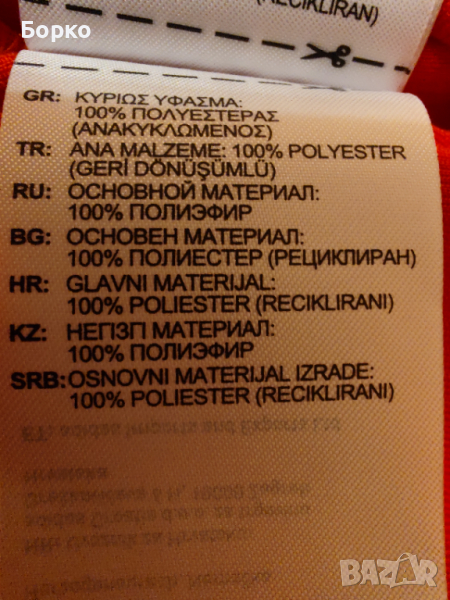 Борко
(RECIKLIRAN)
GR: ΚΥΡΙΩΣ ΥΦΑΣΜΑ:
100% ΠΟΛΥΕΣΤΕΡΑΣ
(ΑΝΑΚΥΚΛΩΜΕΝΟΣ)
TR: ANA MALZEME: 100% POLYESTER
(GERİ DÖNÜŞÜMLÜ)
RU: ОСНОВНОЙ МАТЕРИАЛ:
100% ПОЛИЭФИР
BG: ОСНОВЕН МАТЕРИАЛ:
100% ПОЛИЕСТЕР (РЕЦИКЛИРАН)
HR: GLAVNI MATERIJAL:
100% POLIESTER (RECIKLIRANI)
KZ: НЕГІЗГІ МАТЕРИАЛ:
100% ПОЛИЭФИР
SRB: OSNOVNI MATERIJAL IZRADE:
100% POLIESTER (RECIKLIRANI)
BAZAR